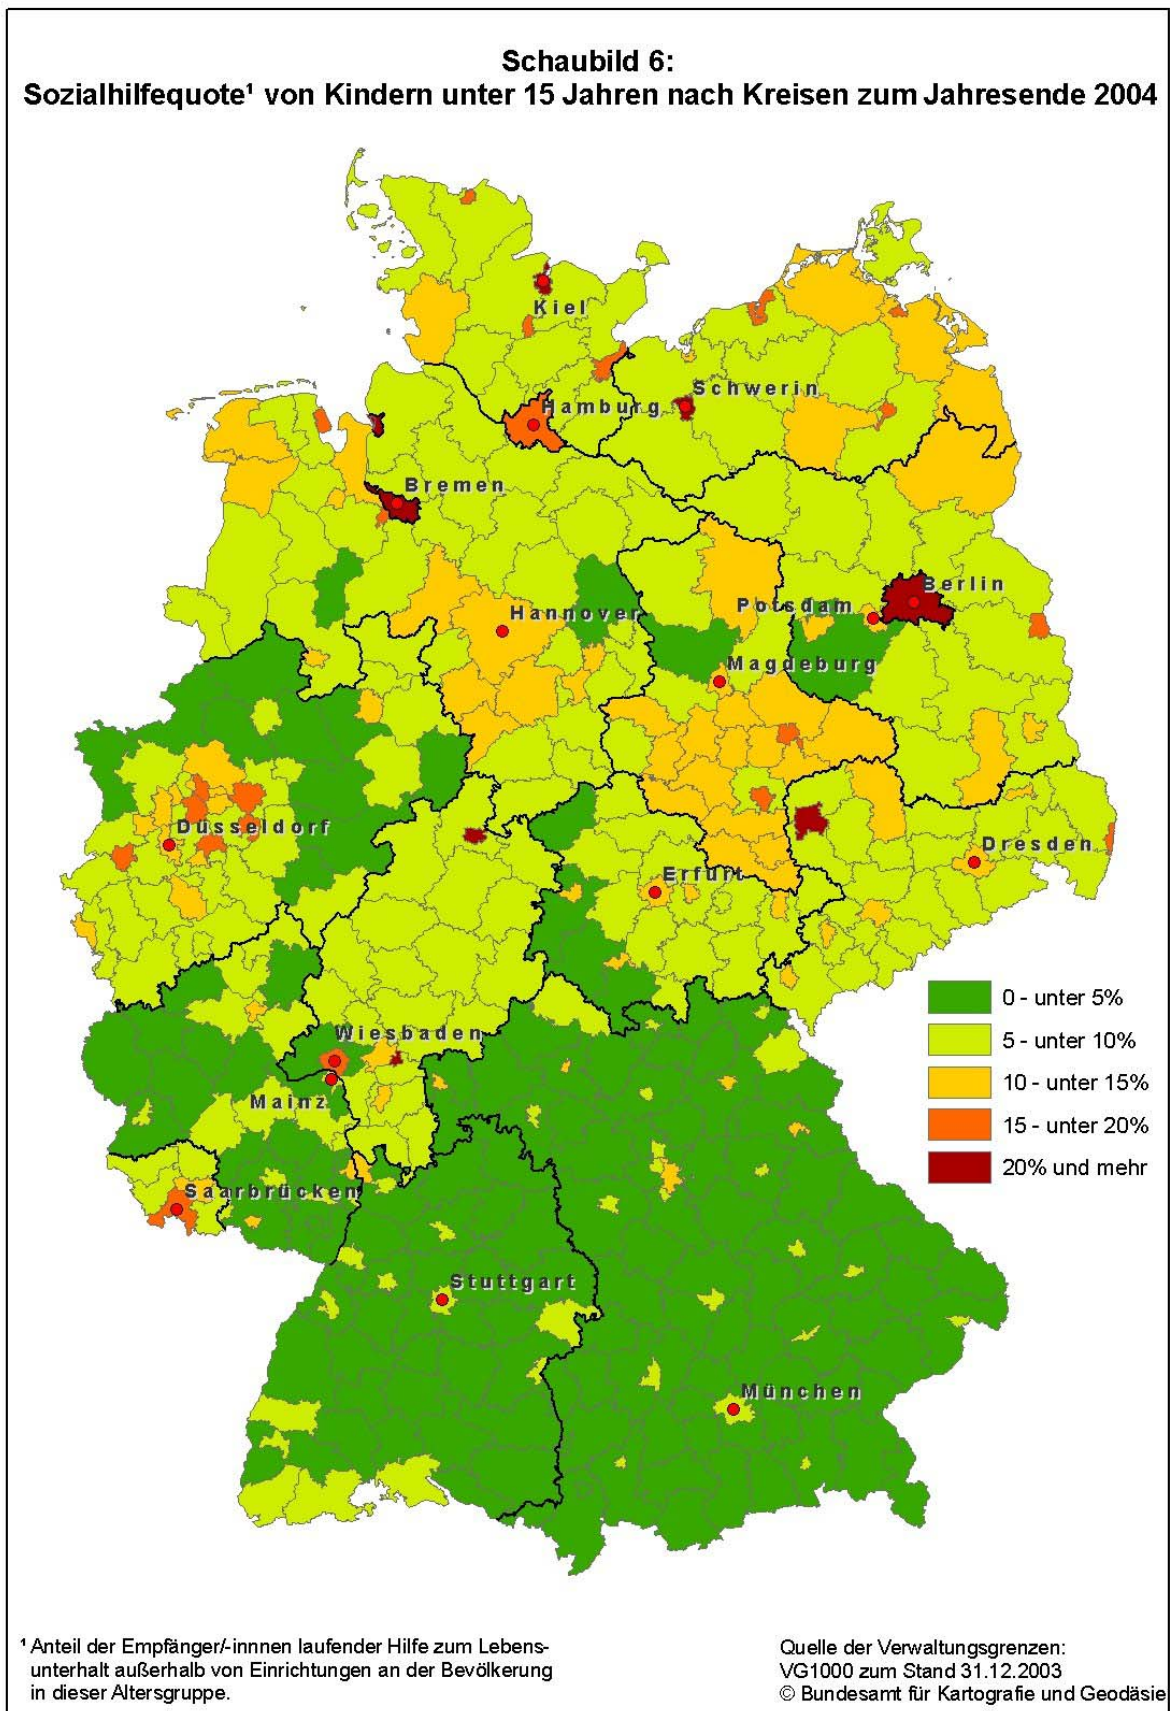 Schaubild 6:
Sozialhilfequote¹ von Kindern unter 15 Jahren nach Kreisen zum Jahresende 2004
Kiel
Schwerin
Hamburg
Bremen
Berlin
Hannover
Potsdam
Magdeburg
Düsseldorf
Dresden
Erfurt
Wiesbaden
Mainz
Saarbrücken
Stuttgart
München
0 - unter 5%
5 - unter 10%
10 - unter 15%
15 - unter 20%
20% und mehr
¹ Anteil der Empfänger/-innnen laufender Hilfe zum Lebens-
unterhalt außerhalb von Einrichtungen an der Bevölkerung
in dieser Altersgruppe.
Quelle der Verwaltungsgrenzen:
VG1000 zum Stand 31.12.2003
© Bundesamt für Kartografie und Geodäsie